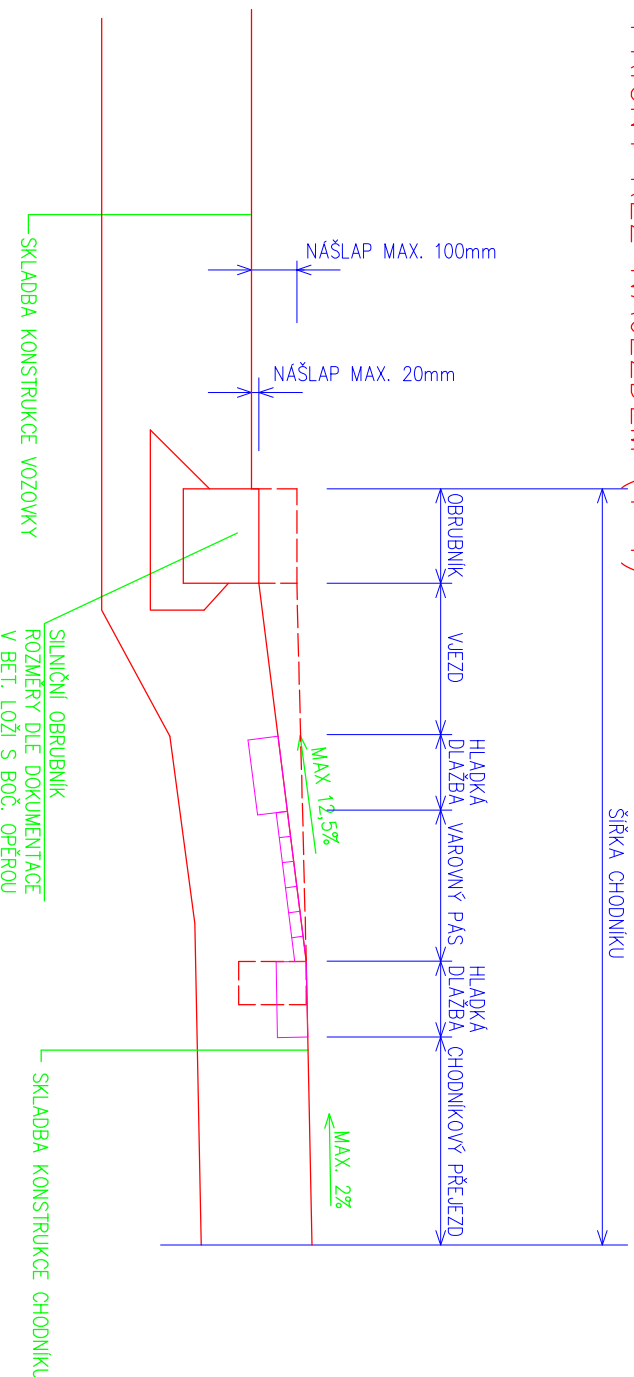 NÁŠLAP MAX. 100mm
NÁŠLAP MAX. 20mm
ŠÍŘKA CHODNÍKU
OBRUBNÍK
VJEZD
HLADKÁ
DLAŽBA
VAROVNÝ PÁS
HLADKÁ
DLAŽBA
CHODNÍKOVÝ PŘEJEZD
MAX 12,5%
MAX. 2%
SKLADBA KONSTRUKCE VOZOVKY
SILNIČNÍ OBRUBNÍK
ROZMĚRY DLE DOKUMENTACE
V BET. LOŽI S BOČ. OPĚROU
SKLADBA KONSTRUKCE CHODNÍKU